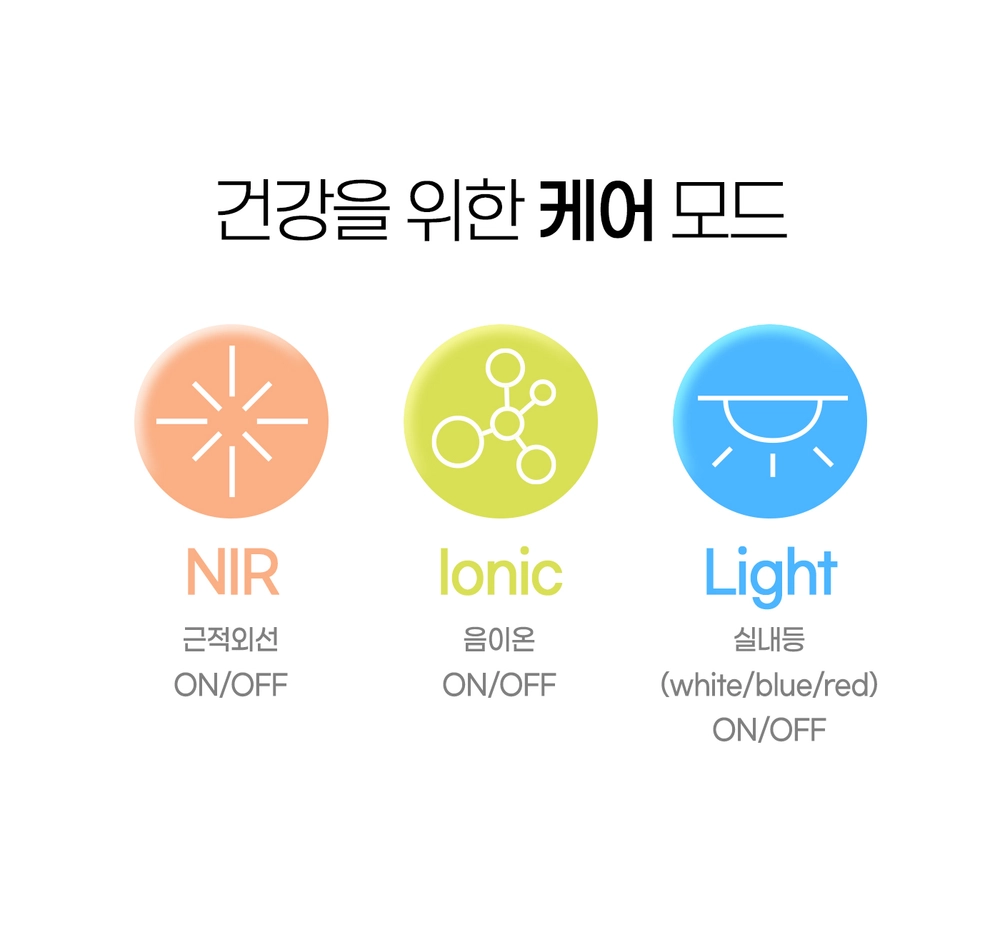 건강을 위한 케어 모드
NIR
근적외선
ON/OFF
Ionic
음이온
ON/OFF
Light
실내등
(white/blue/red)
ON/OFF